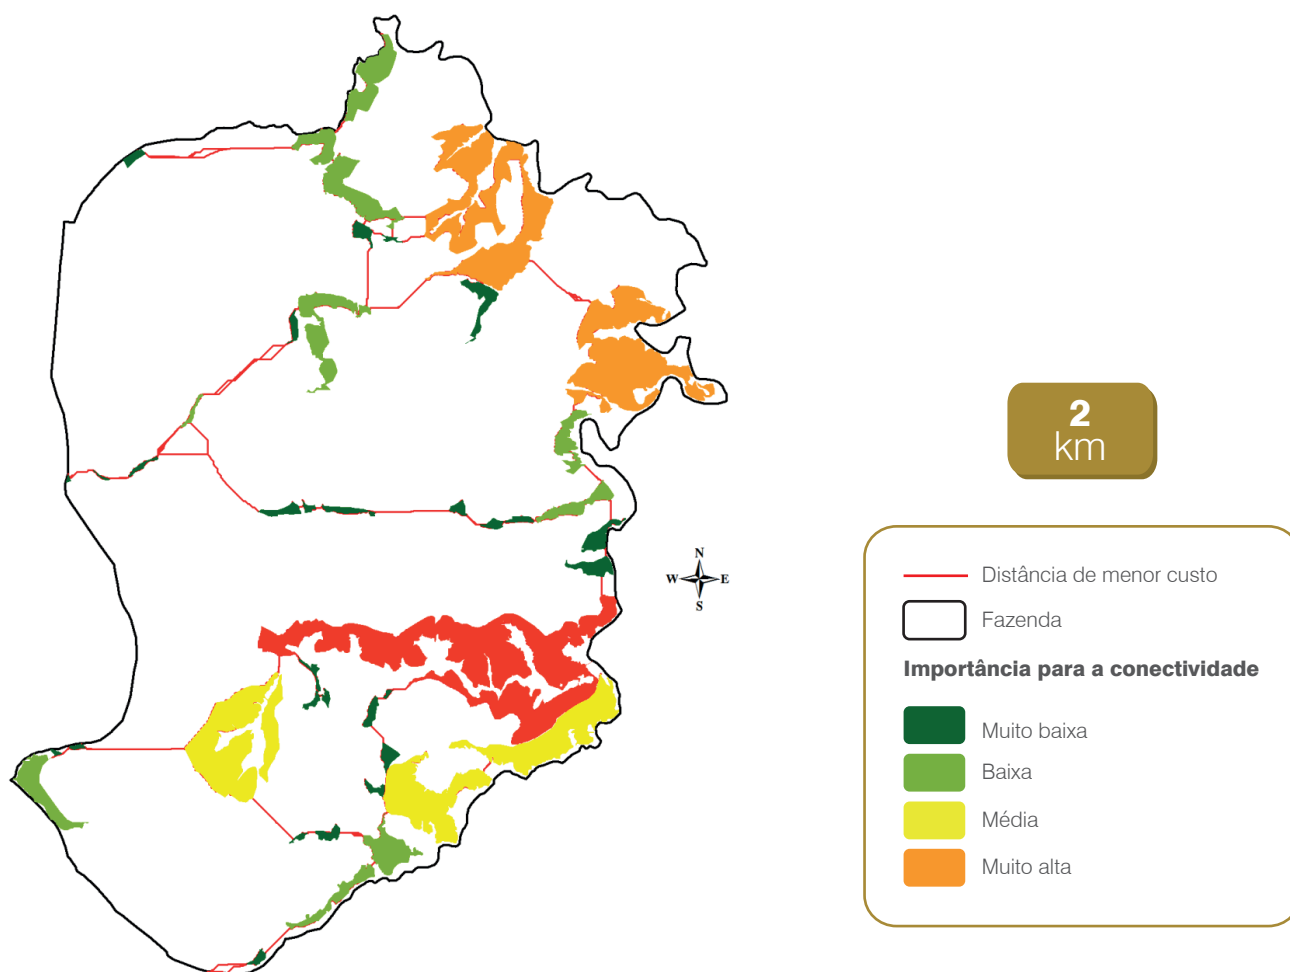 2
km
N
W E
S
Distância de menor custo
Fazenda
Importância para a conectividade
Muito baixa
Baixa
Média
Muito alta